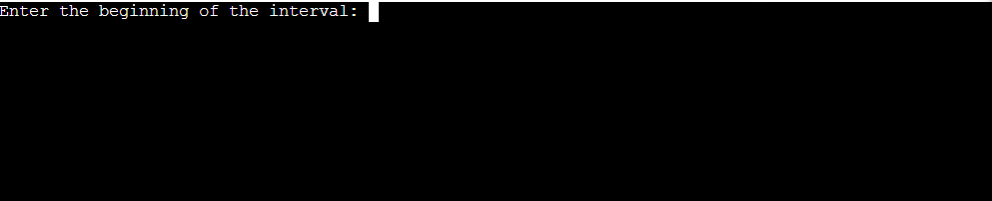 Enter the beginning of the interval: